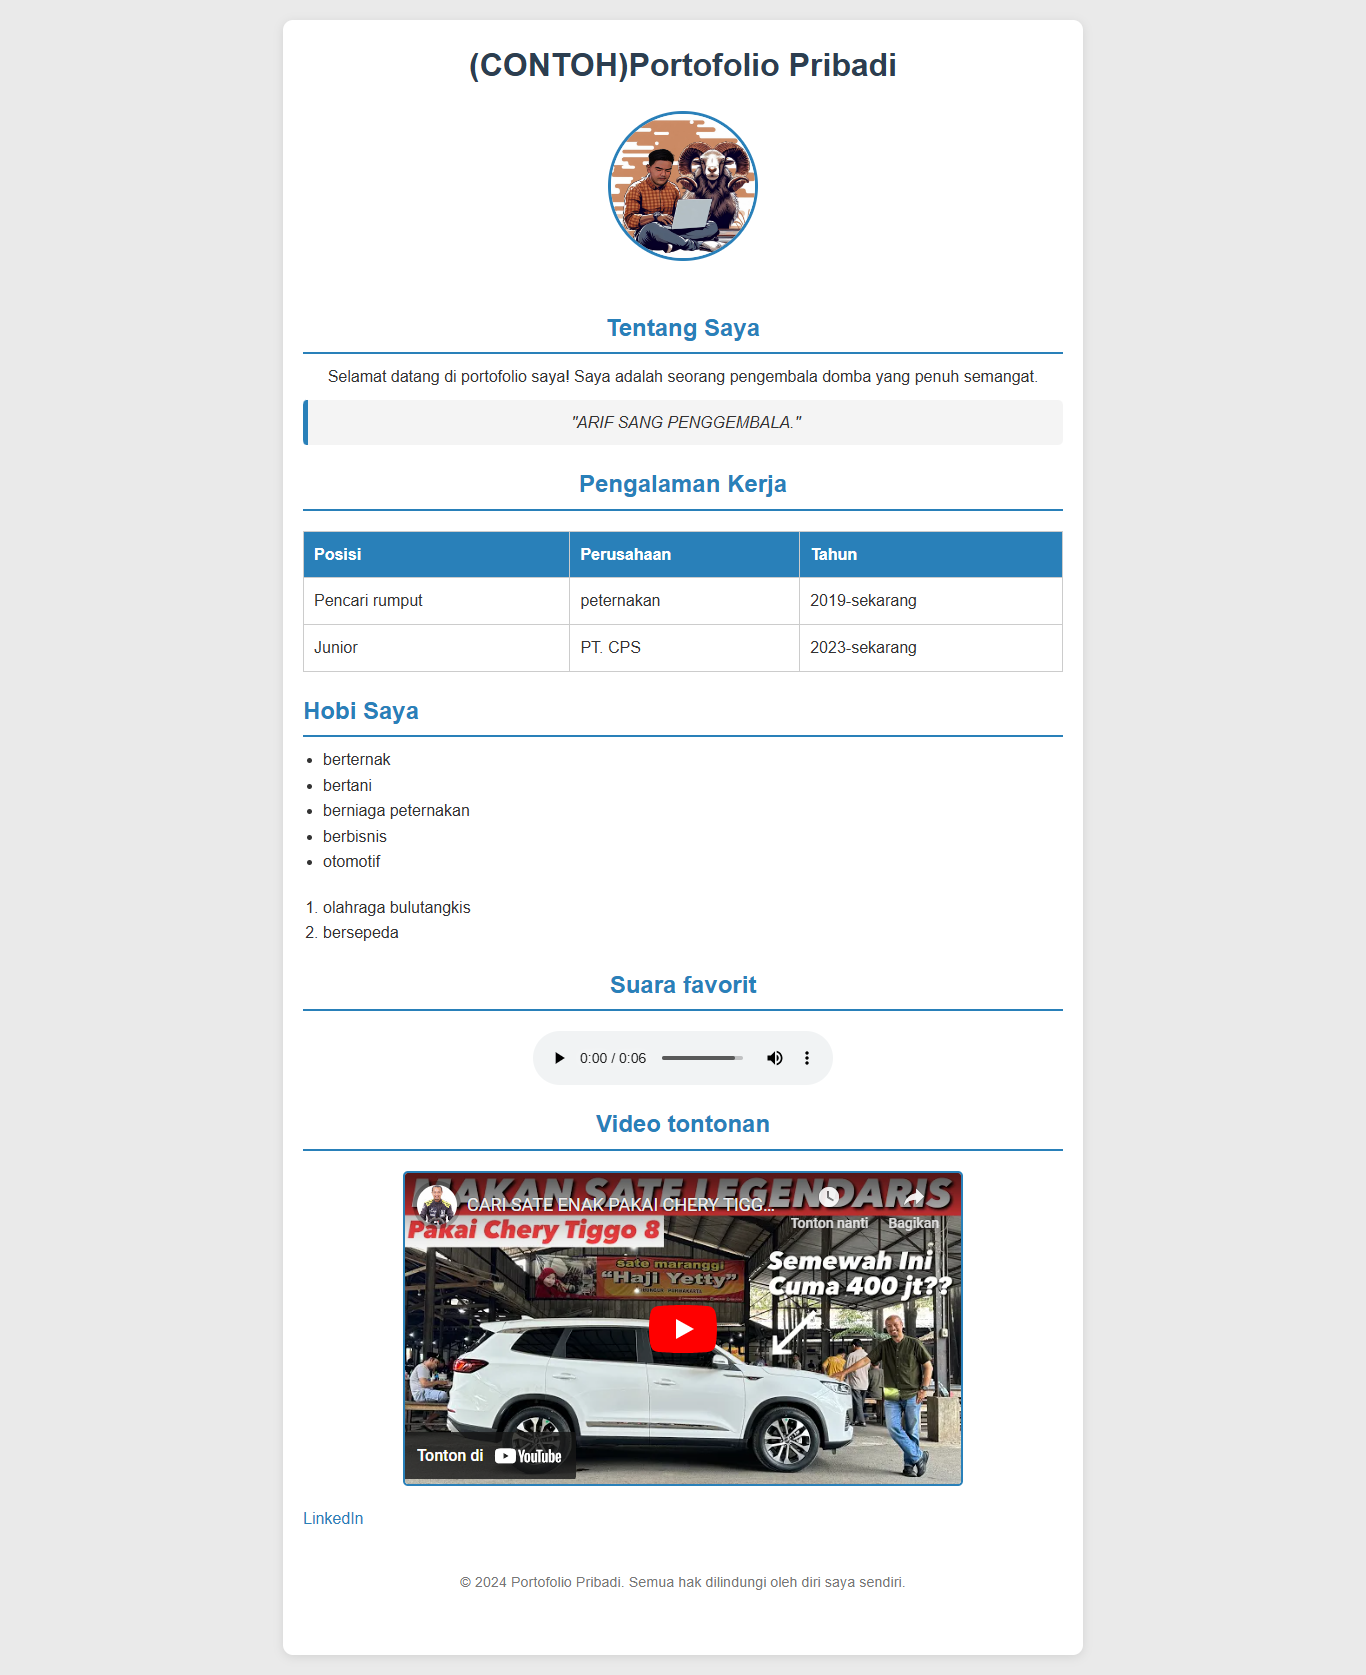 (CONTOH)Portofolio Pribadi
Tentang Saya
Selamat datang di portofolio saya! Saya adalah seorang pengembala domba yang penuh semangat.
"ARIF SANG PENGGEMBALA."
Pengalaman Kerja
Posisi Perusahaan Tahun
Pencari rumput peternakan 2019-sekarang
Junior PT. CPS 2023-sekarang
Hobi Saya
• berternak
• bertani
• berniaga peternakan
• berbisnis
• otomotif
1. olahraga bulutangkis
2. bersepeda
Suara favorit
0:00 / 0:06
Video tontonan
MAKAN SATE LEGENDARIS
CARI SATE ENAK PAKAI CHERY TIGG...
Tonton nanti Bagikan
Pakai Chery Tiggo 8
Semewah Ini
Cuma 400 jt??
sate maranggi
"Haji Yetty"
Tonton di YouTube
LinkedIn
© 2024 Portofolio Pribadi. Semua hak dilindungi oleh diri saya sendiri.